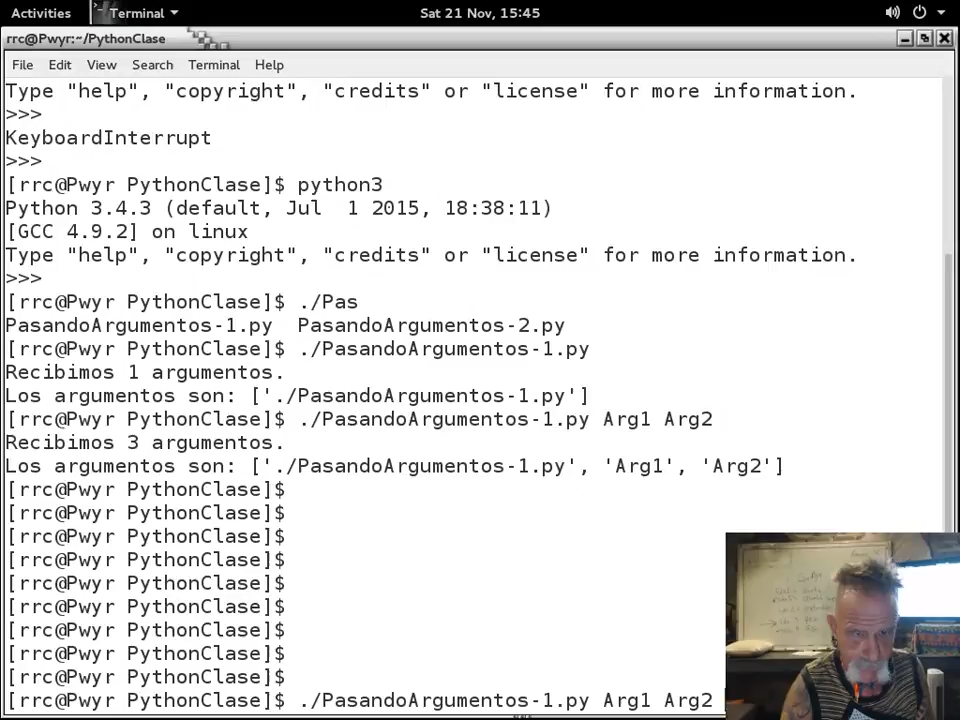 Activities Terminal Sat 21 Nov, 15:45
rrc@Pwyr:~/PythonClase
File Edit View Search Terminal Help
Type "help", "copyright", "credits" or "license" for more information.
>>>
KeyboardInterrupt
>>>
[rrc@Pwyr PythonClase]$ python3
Python 3.4.3 (default, Jul  1 2015, 18:38:11)
[GCC 4.9.2] on linux
Type "help", "copyright", "credits" or "license" for more information.
>>>
[rrc@Pwyr PythonClase]$ ./Pas
PasandoArgumentos-1.py  PasandoArgumentos-2.py
[rrc@Pwyr PythonClase]$ ./PasandoArgumentos-1.py
Recibimos 1 argumentos.
Los argumentos son: ['./PasandoArgumentos-1.py']
[rrc@Pwyr PythonClase]$ ./PasandoArgumentos-1.py Arg1 Arg2
Recibimos 3 argumentos.
Los argumentos son: ['./PasandoArgumentos-1.py', 'Arg1', 'Arg2']
[rrc@Pwyr PythonClase]$
[rrc@Pwyr PythonClase]$
[rrc@Pwyr PythonClase]$
[rrc@Pwyr PythonClase]$
[rrc@Pwyr PythonClase]$
[rrc@Pwyr PythonClase]$
[rrc@Pwyr PythonClase]$
[rrc@Pwyr PythonClase]$
[rrc@Pwyr PythonClase]$
[rrc@Pwyr PythonClase]$ ./PasandoArgumentos-1.py Arg1 Arg2